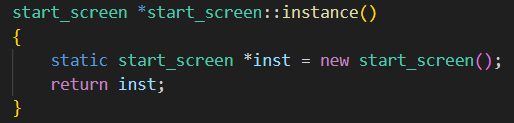 start_screen *start_screen::instance()
{
    static start_screen *inst = new start_screen();
    return inst;
}